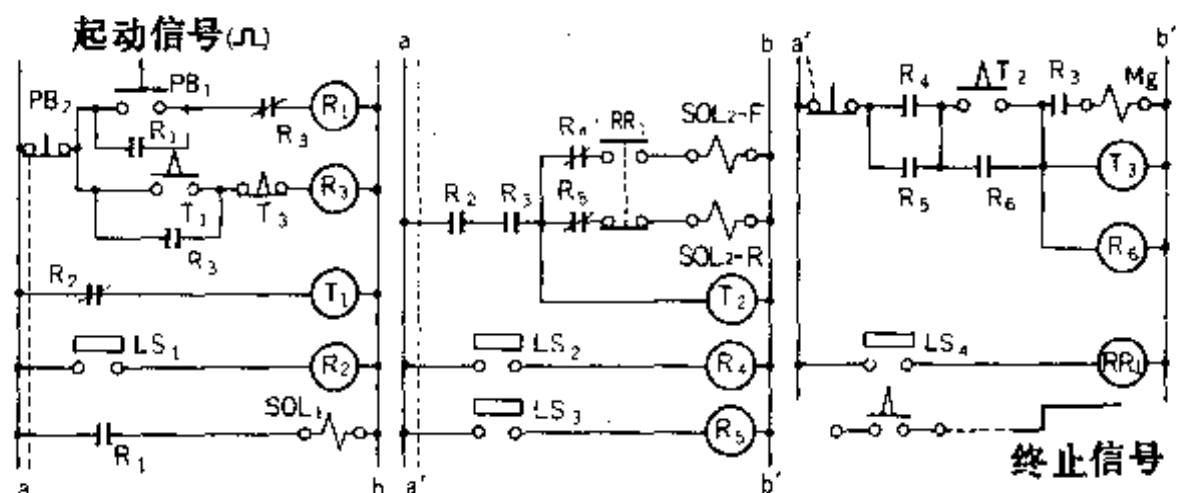 起动信号(⎍)
PB₁
PB₂
R₁
R₃
R₁
T₁
T₃
R₃
R₃
R₂
T₁
LS₁
R₂
SOL₁
R₁
a
b
a
b
R₂
R₃
R₄
RR₁
SOL₂-F
R₅
SOL₂-R
T₂
LS₂
R₄
LS₃
R₅
a'
b'
a'
b'
R₄
T₂
R₃
Mg
R₅
R₆
T₃
R₆
LS₄
RR₁
终止信号